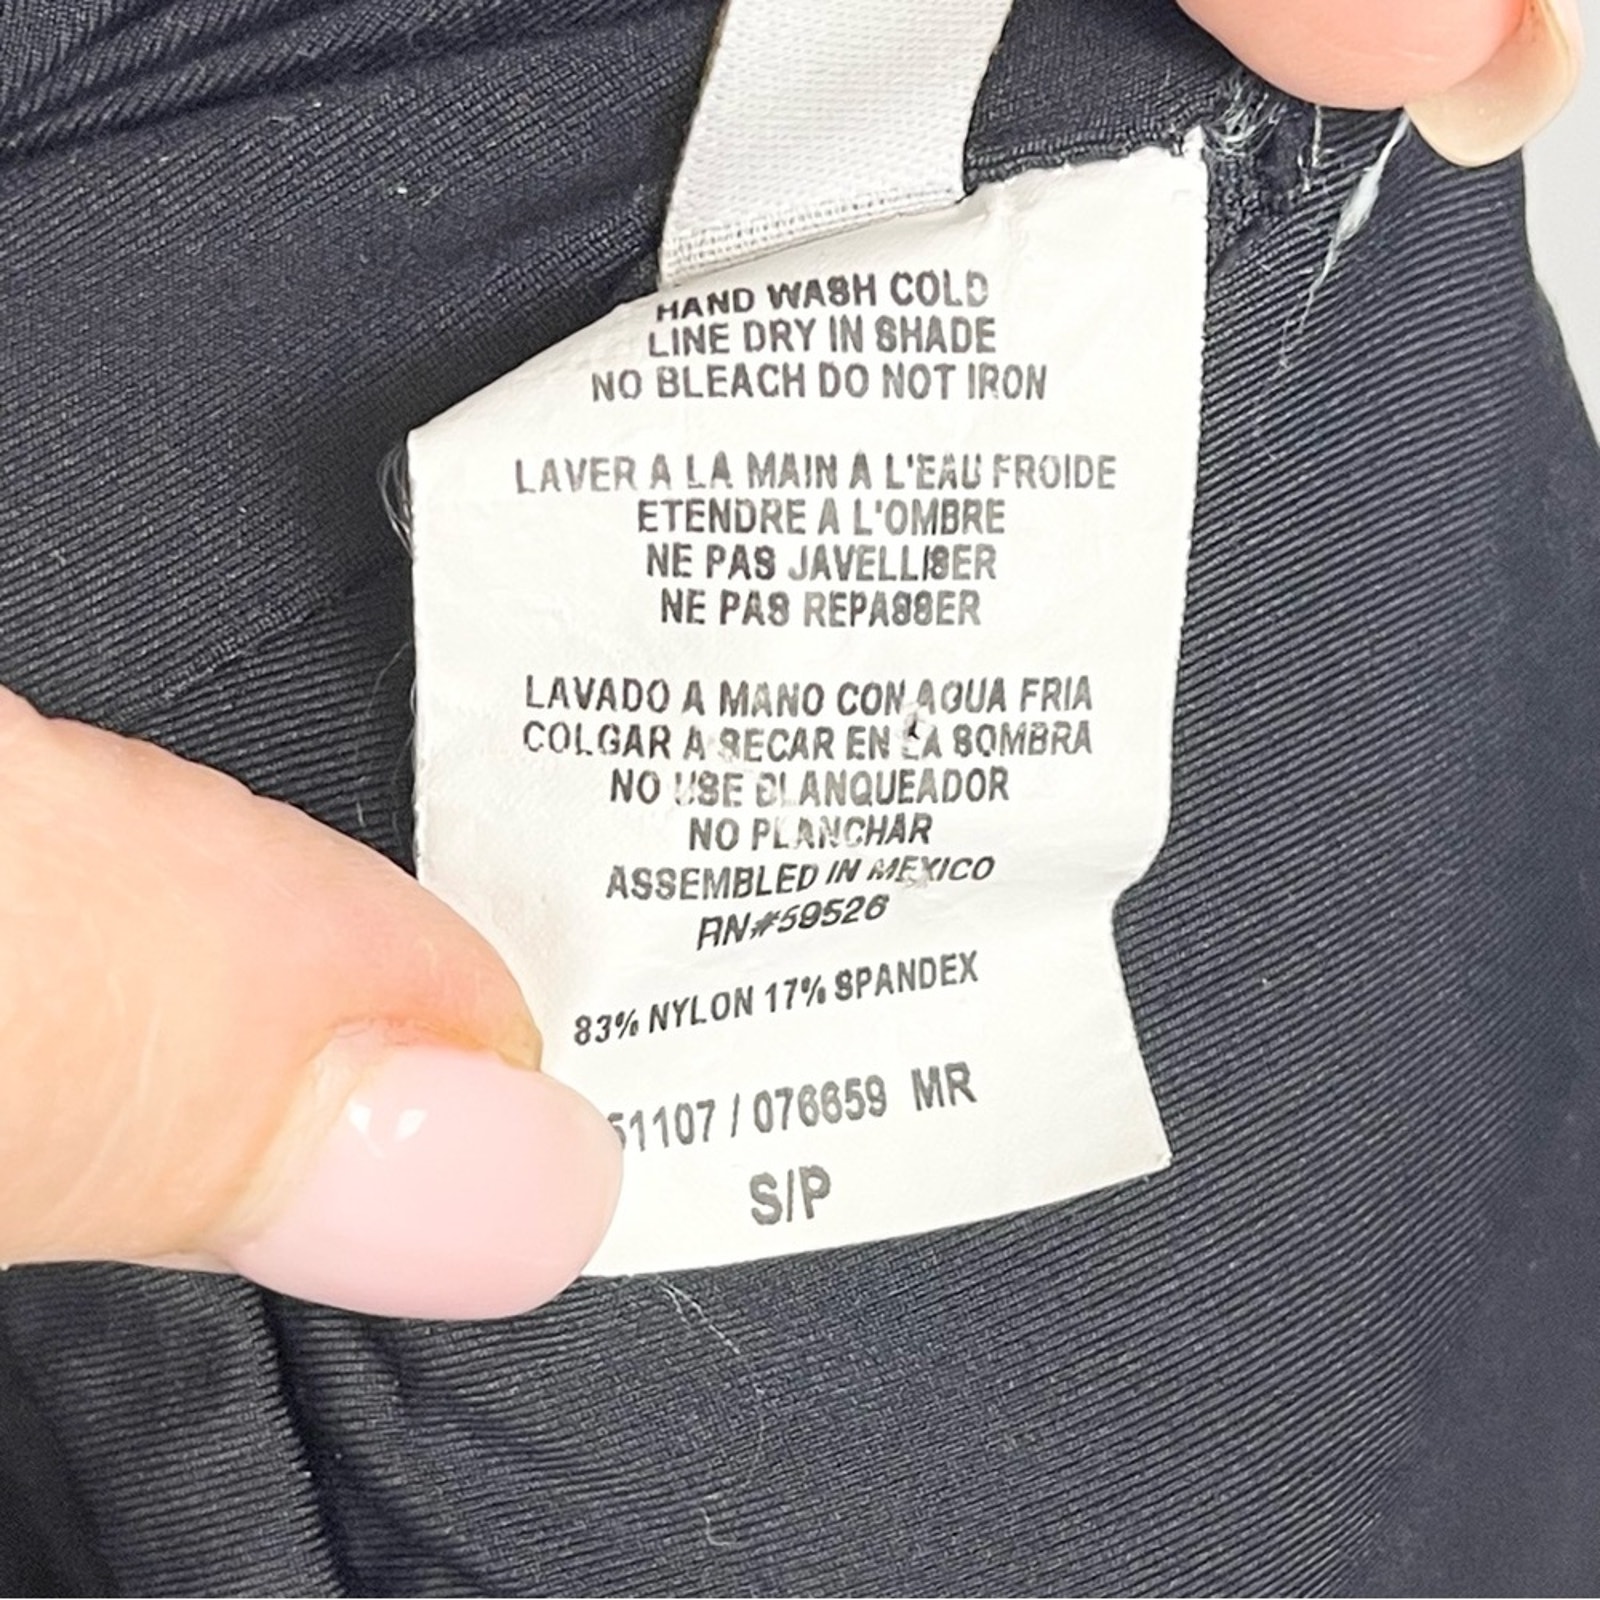 HAND WASH COLD
LINE DRY IN SHADE
NO BLEACH DO NOT IRON
LAVER A LA MAIN A L'EAU FROIDE
ETENDRE A L'OMBRE
NE PAS JAVELLISER
NE PAS REPASSER
LAVADO A MANO CON AGUA FRIA
COLGAR A SECAR EN LA SOMBRA
NO USE BLANQUEADOR
NO PLANCHAR
ASSEMBLED IN MEXICO
RN#59526
83% NYLON 17% SPANDEX
51107 / 076659 MR
S/P